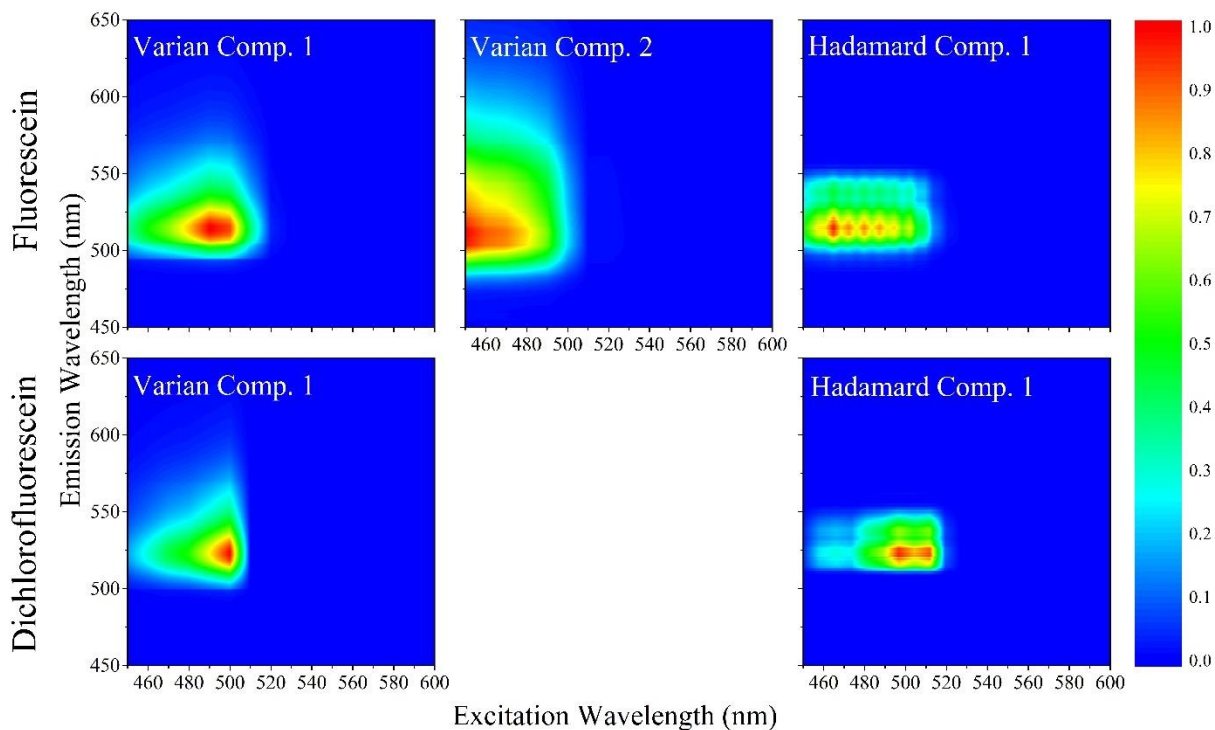 Fluorescein
Dichlorofluorescein
Emission Wavelength (nm)
650
600
550
500
450
Varian Comp. 1
Varian Comp. 2
460 480 500 520 540 560 580 600
Hadamard Comp. 1
1.0
0.9
0.8
0.7
0.6
0.5
0.4
0.3
0.2
0.1
0.0
650
600
550
500
450
Varian Comp. 1
460 480 500 520 540 560 580 600
Hadamard Comp. 1
460 480 500 520 540 560 580 600
Excitation Wavelength (nm)